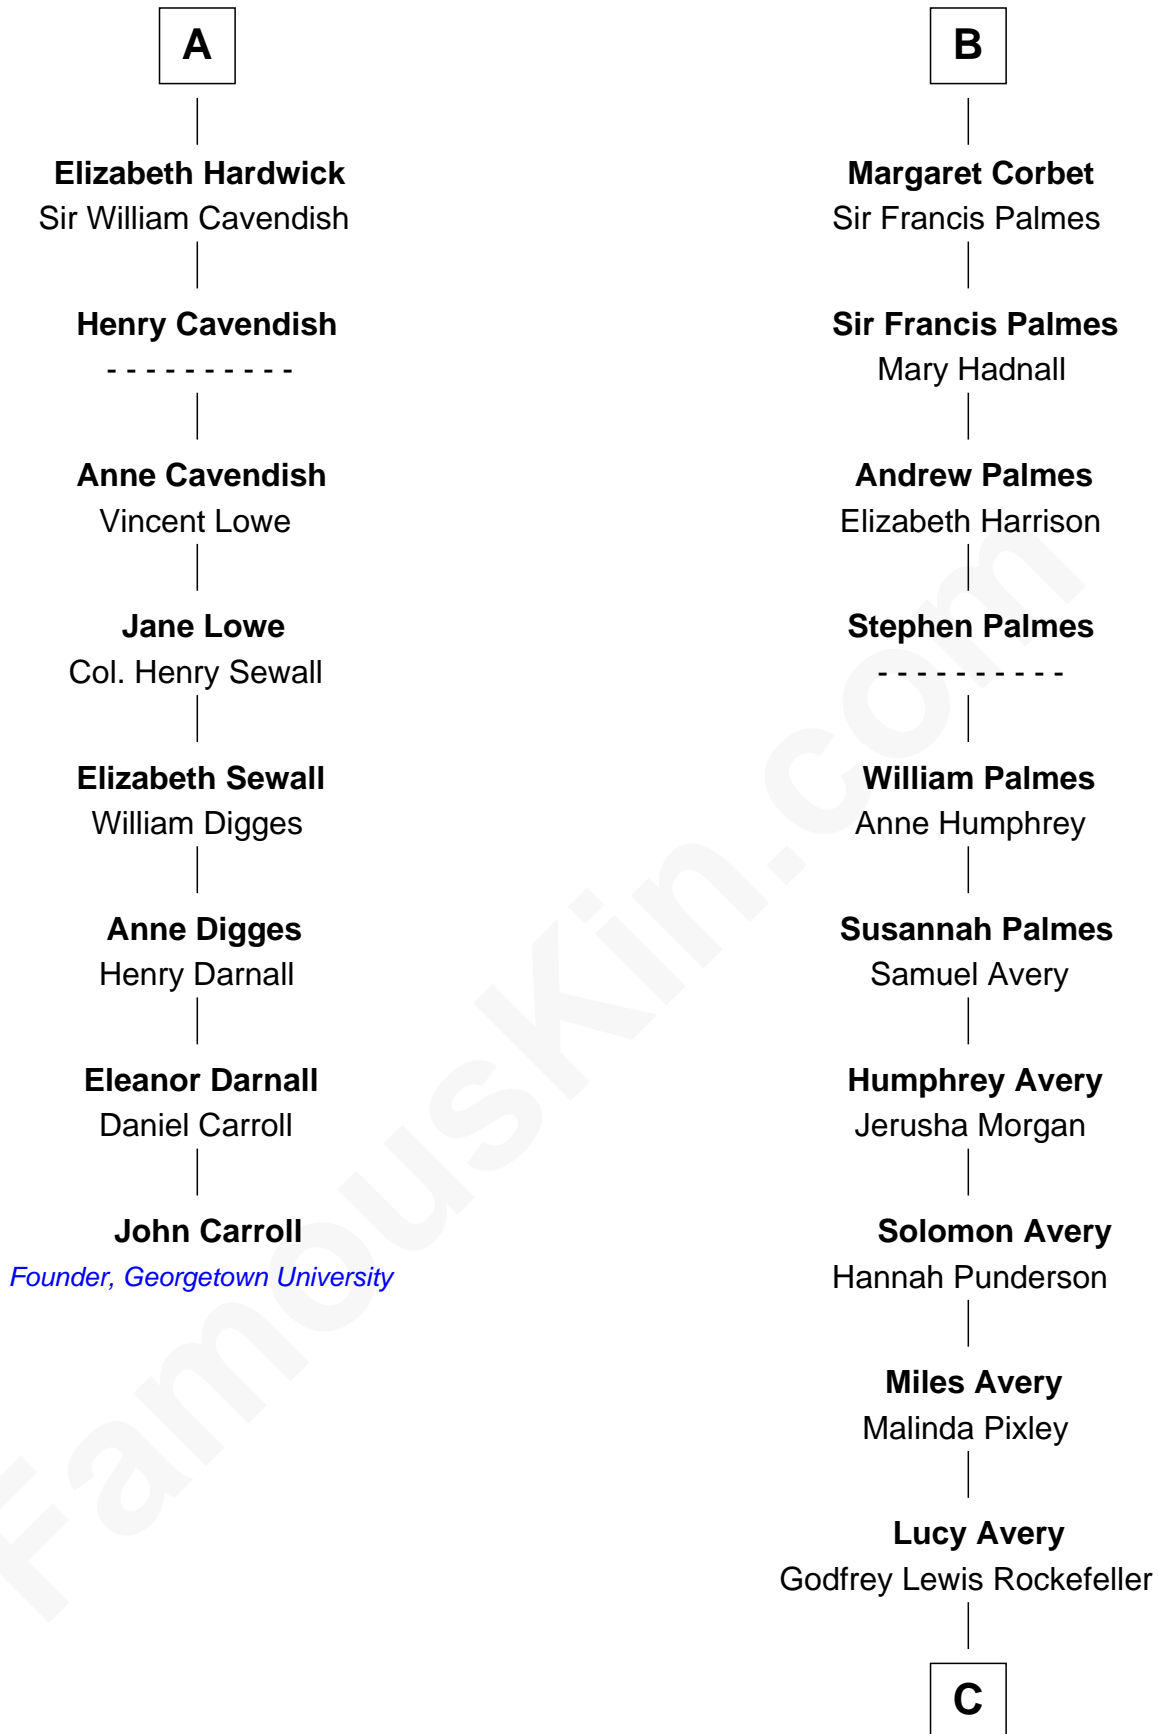 A
Elizabeth Hardwick
Sir William Cavendish
Henry Cavendish
- - - - - - - - - -
Anne Cavendish
Vincent Lowe
Jane Lowe
Col. Henry Sewall
Elizabeth Sewall
William Digges
Anne Digges
Henry Darnall
Eleanor Darnall
Daniel Carroll
John Carroll
Founder, Georgetown University
B
Margaret Corbet
Sir Francis Palmes
Sir Francis Palmes
Mary Hadnall
Andrew Palmes
Elizabeth Harrison
Stephen Palmes
- - - - - - - - - -
William Palmes
Anne Humphrey
Susannah Palmes
Samuel Avery
Humphrey Avery
Jerusha Morgan
Solomon Avery
Hannah Punderson
Miles Avery
Malinda Pixley
Lucy Avery
Godfrey Lewis Rockefeller
C
FamousKin.com